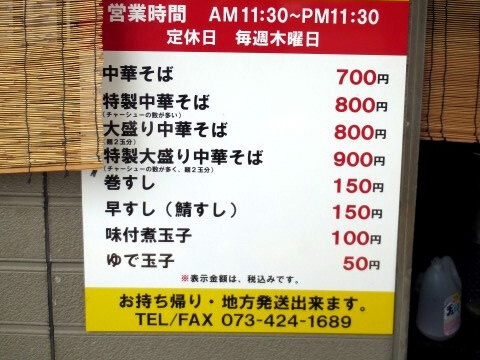 営業時間 AM11:30~PM11:30
定休日 毎週木曜日
中華そば 700円
特製中華そば 800円
(チャーシューの数が多い)
大盛り中華そば 800円
(麺2玉分)
特製大盛り中華そば 900円
(チャーシューの数が多く、麺2玉分)
巻すし 150円
早すし(鯖すし) 150円
味付煮玉子 100円
ゆで玉子 50円
※表示金額は、税込みです。
お持ち帰り・地方発送出来ます。
TEL/FAX 073-424-1689